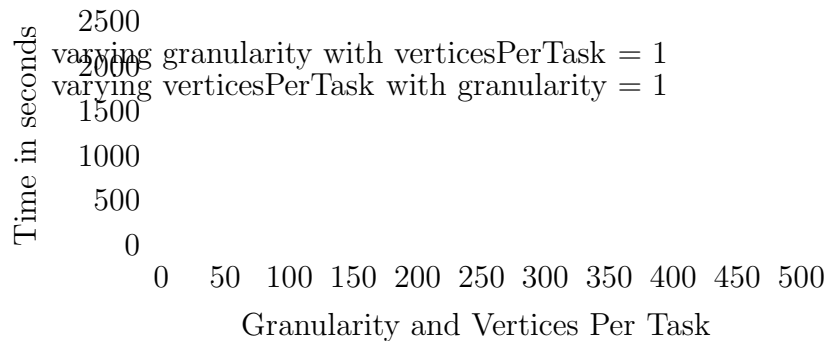 2500
varying granularity with verticesPerTask = 1
2000
varying verticesPerTask with granularity = 1
1500
1000
500
0
Time in seconds
0 50 100 150 200 250 300 350 400 450 500
Granularity and Vertices Per Task